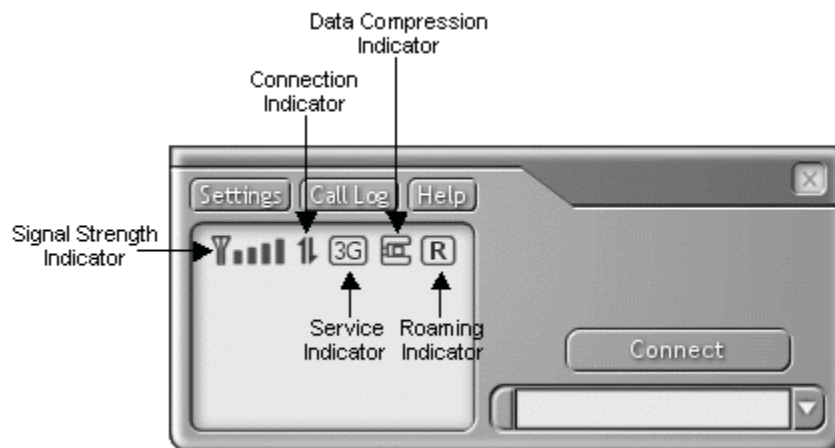 Data Compression
Indicator
Connection
Indicator
Settings Call Log Help
Signal Strength
Indicator
3G R
Service
Indicator
Roaming
Indicator
Connect